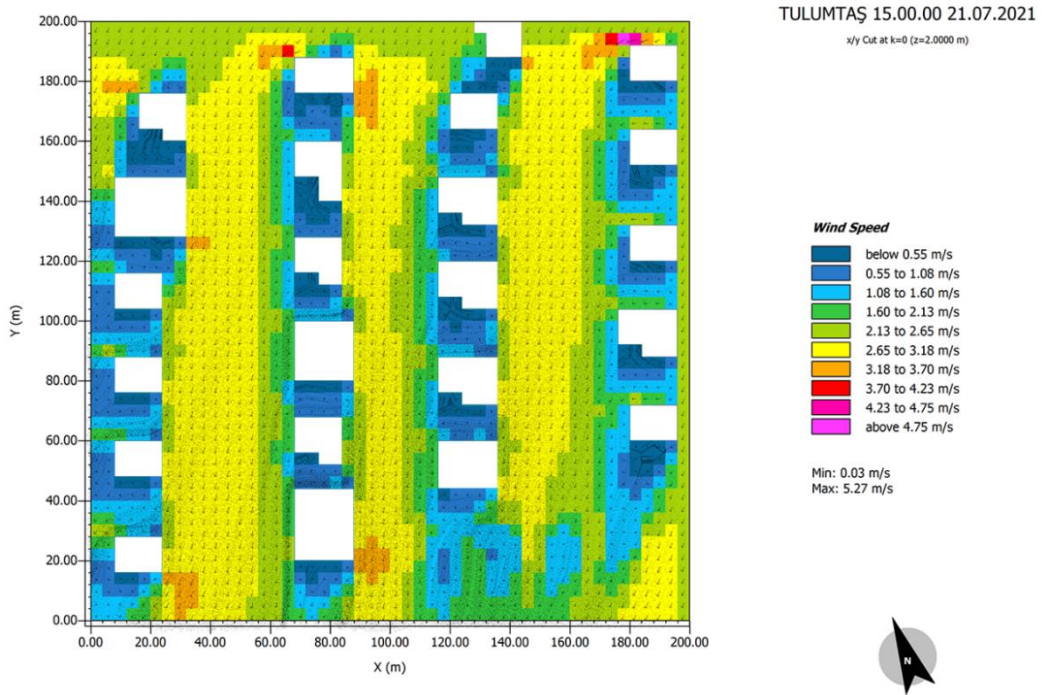 TULUMTAŞ 15.00.00 21.07.2021
x/y Cut at k=0 (z=2.0000 m)
200.00
180.00
160.00
140.00
120.00
100.00
80.00
60.00
40.00
20.00
0.00
Y (m)
0.00 20.00 40.00 60.00 80.00 100.00 120.00 140.00 160.00 180.00 200.00
X (m)
Wind Speed
below 0.55 m/s
0.55 to 1.08 m/s
1.08 to 1.60 m/s
1.60 to 2.13 m/s
2.13 to 2.65 m/s
2.65 to 3.18 m/s
3.18 to 3.70 m/s
3.70 to 4.23 m/s
4.23 to 4.75 m/s
above 4.75 m/s
Min: 0.03 m/s
Max: 5.27 m/s
N